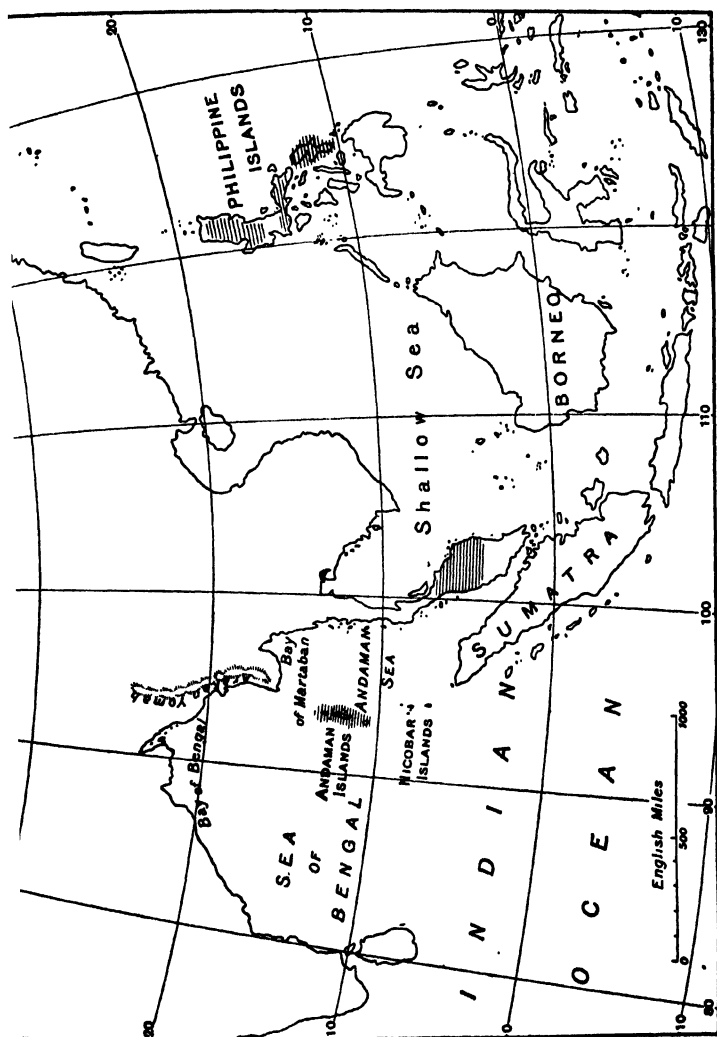 20
20
PHILIPPINE
ISLANDS
Bay of Bengal
Bay
of Martaban
10
10
SEA
OF
BENGAL
ANDAMAN
ISLANDS
ANDAMAN
SEA
NICOBAR
ISLANDS
Shallow Sea
0
0
INDIAN
OCEAN
SUMATRA
BORNEO
English Miles
0 500 1000
10
10
80 90 100 110 130